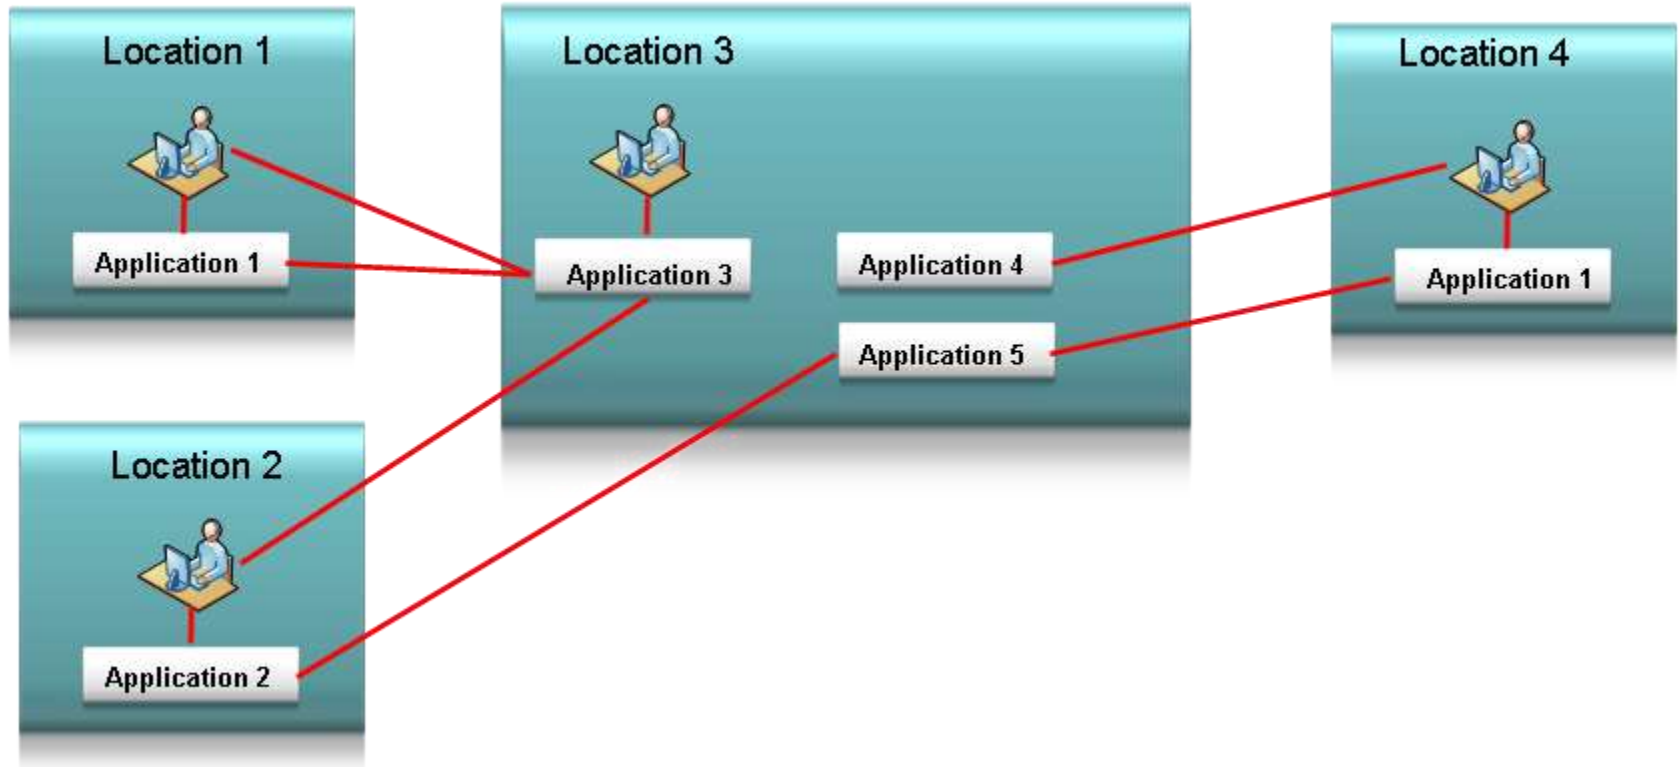 Location 1
Application 1
Location 2
Application 2
Location 3
Application 3
Application 4
Application 5
Location 4
Application 1